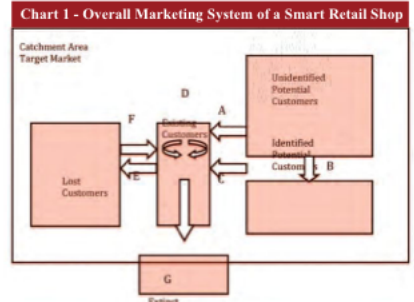 Chart 1 - Overall Marketing System of a Smart Retail Shop
Catchment Area
Target Market
Unidentified
Potential
Customers
D
A
F
Existing
Customers
Identified
Potential
Customers
B
E
C
Lost
Customers
G
Extinct